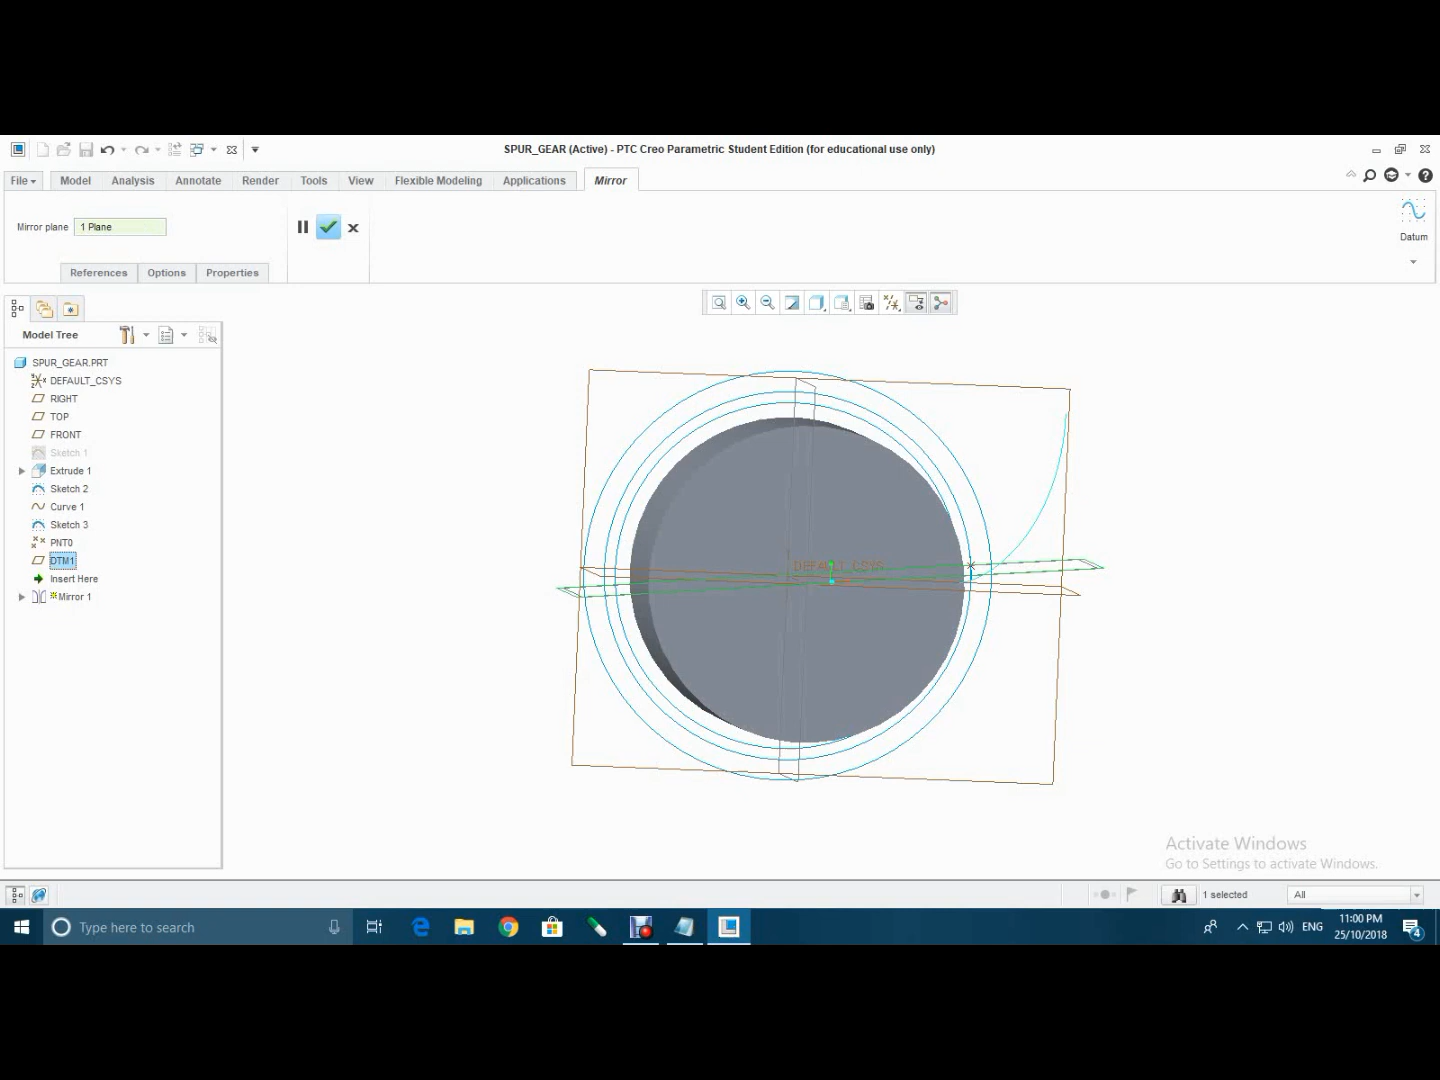 SPUR_GEAR (Active) - PTC Creo Parametric Student Edition (for educational use only)
File Model Analysis Annotate Render Tools View Flexible Modeling Applications Mirror
Mirror plane 1 Plane
Datum
References Options Properties
Model Tree
SPUR_GEAR.PRT
DEFAULT_CSYS
RIGHT
TOP
FRONT
Sketch 1
Extrude 1
Sketch 2
Curve 1
Sketch 3
PNT0
DTM1
Insert Here
Mirror 1
DEFAULT_CSYS
Activate Windows
Go to Settings to activate Windows.
1 selected All
Type here to search
ENG
11:00 PM
25/10/2018
4